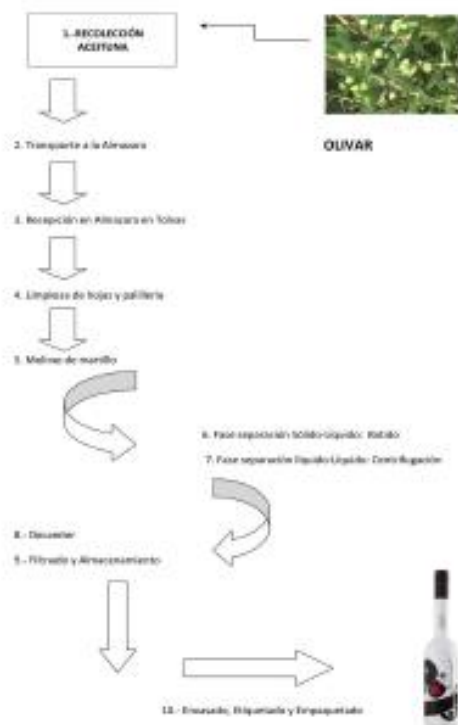 1.-RECOLECCIÓN
ACEITUNA
OLIVAR
2. Transporte a la Almazara
3. Recepción en Almazara en Tolvas
4. Limpieza de hojas y palillería
5. Molino de martillo
6. Fase separación Sólido-Líquido: Batido
7. Fase separación líquido-Líquido: Centrifugación
8.- Decanter
9.- Filtrado y Almacenamiento
10.- Envasado, Etiquetado y Empaquetado